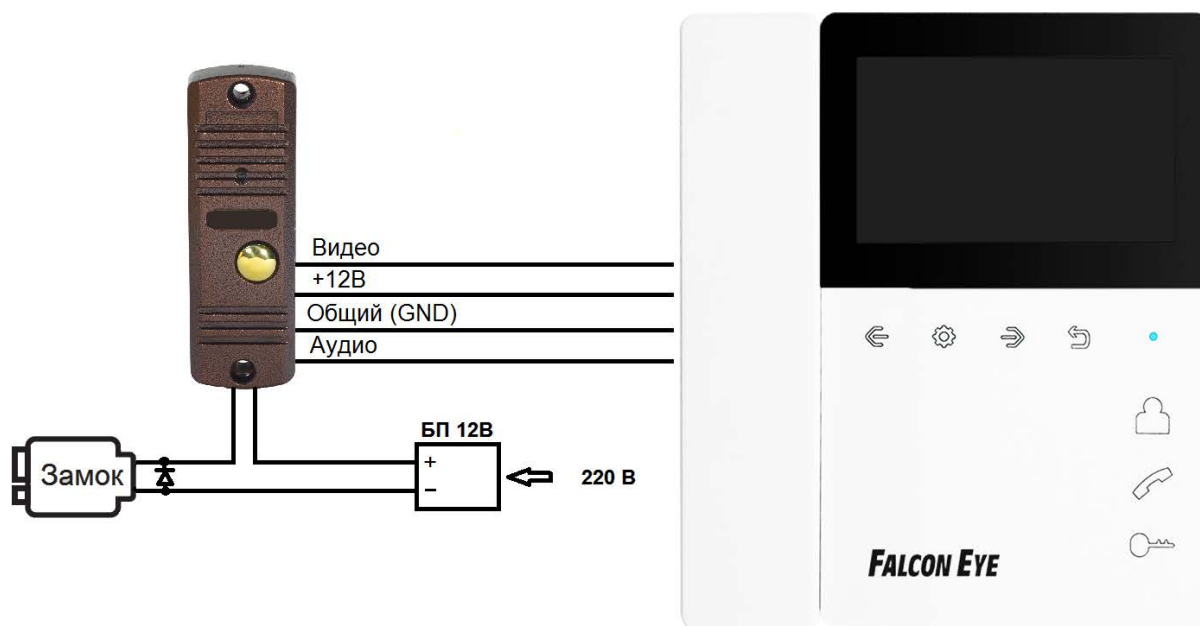 Видео
+12В
Общий (GND)
Аудио
БП 12В
Замок
+
−
220 В
FALCON EYE